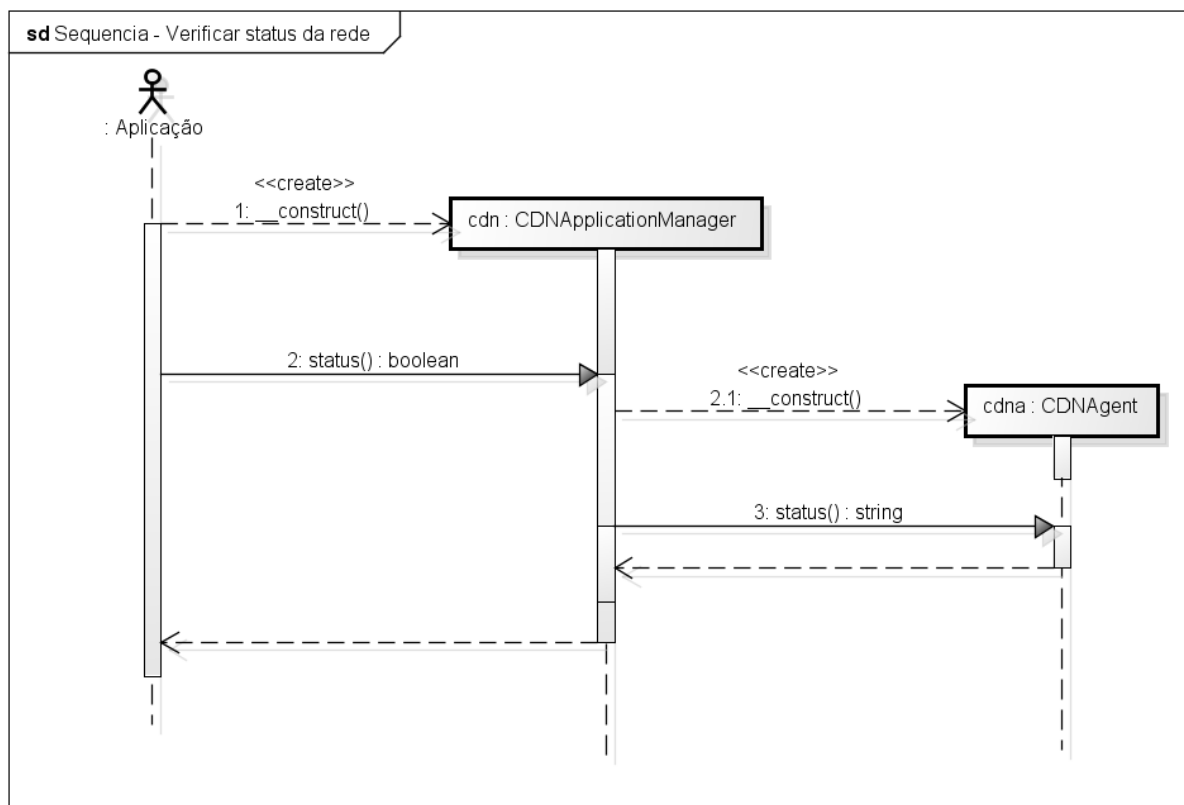 sd Sequencia - Verificar status da rede
: Aplicação
<<create>>
1: __construct()
cdn : CDNApplicationManager
2: status() : boolean
<<create>>
2.1: __construct()
cdna : CDNAgent
3: status() : string